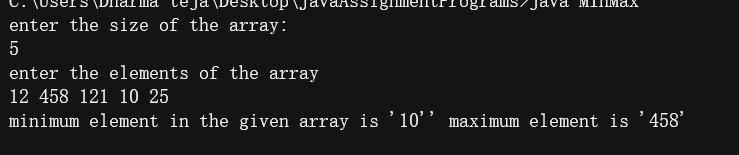 C:\Users\Dharma teja\Desktop\javaAssignmentPrograms>java MinMax
enter the size of the array:
5
enter the elements of the array
12 458 121 10 25
minimum element in the given array is '10'' maximum element is '458'